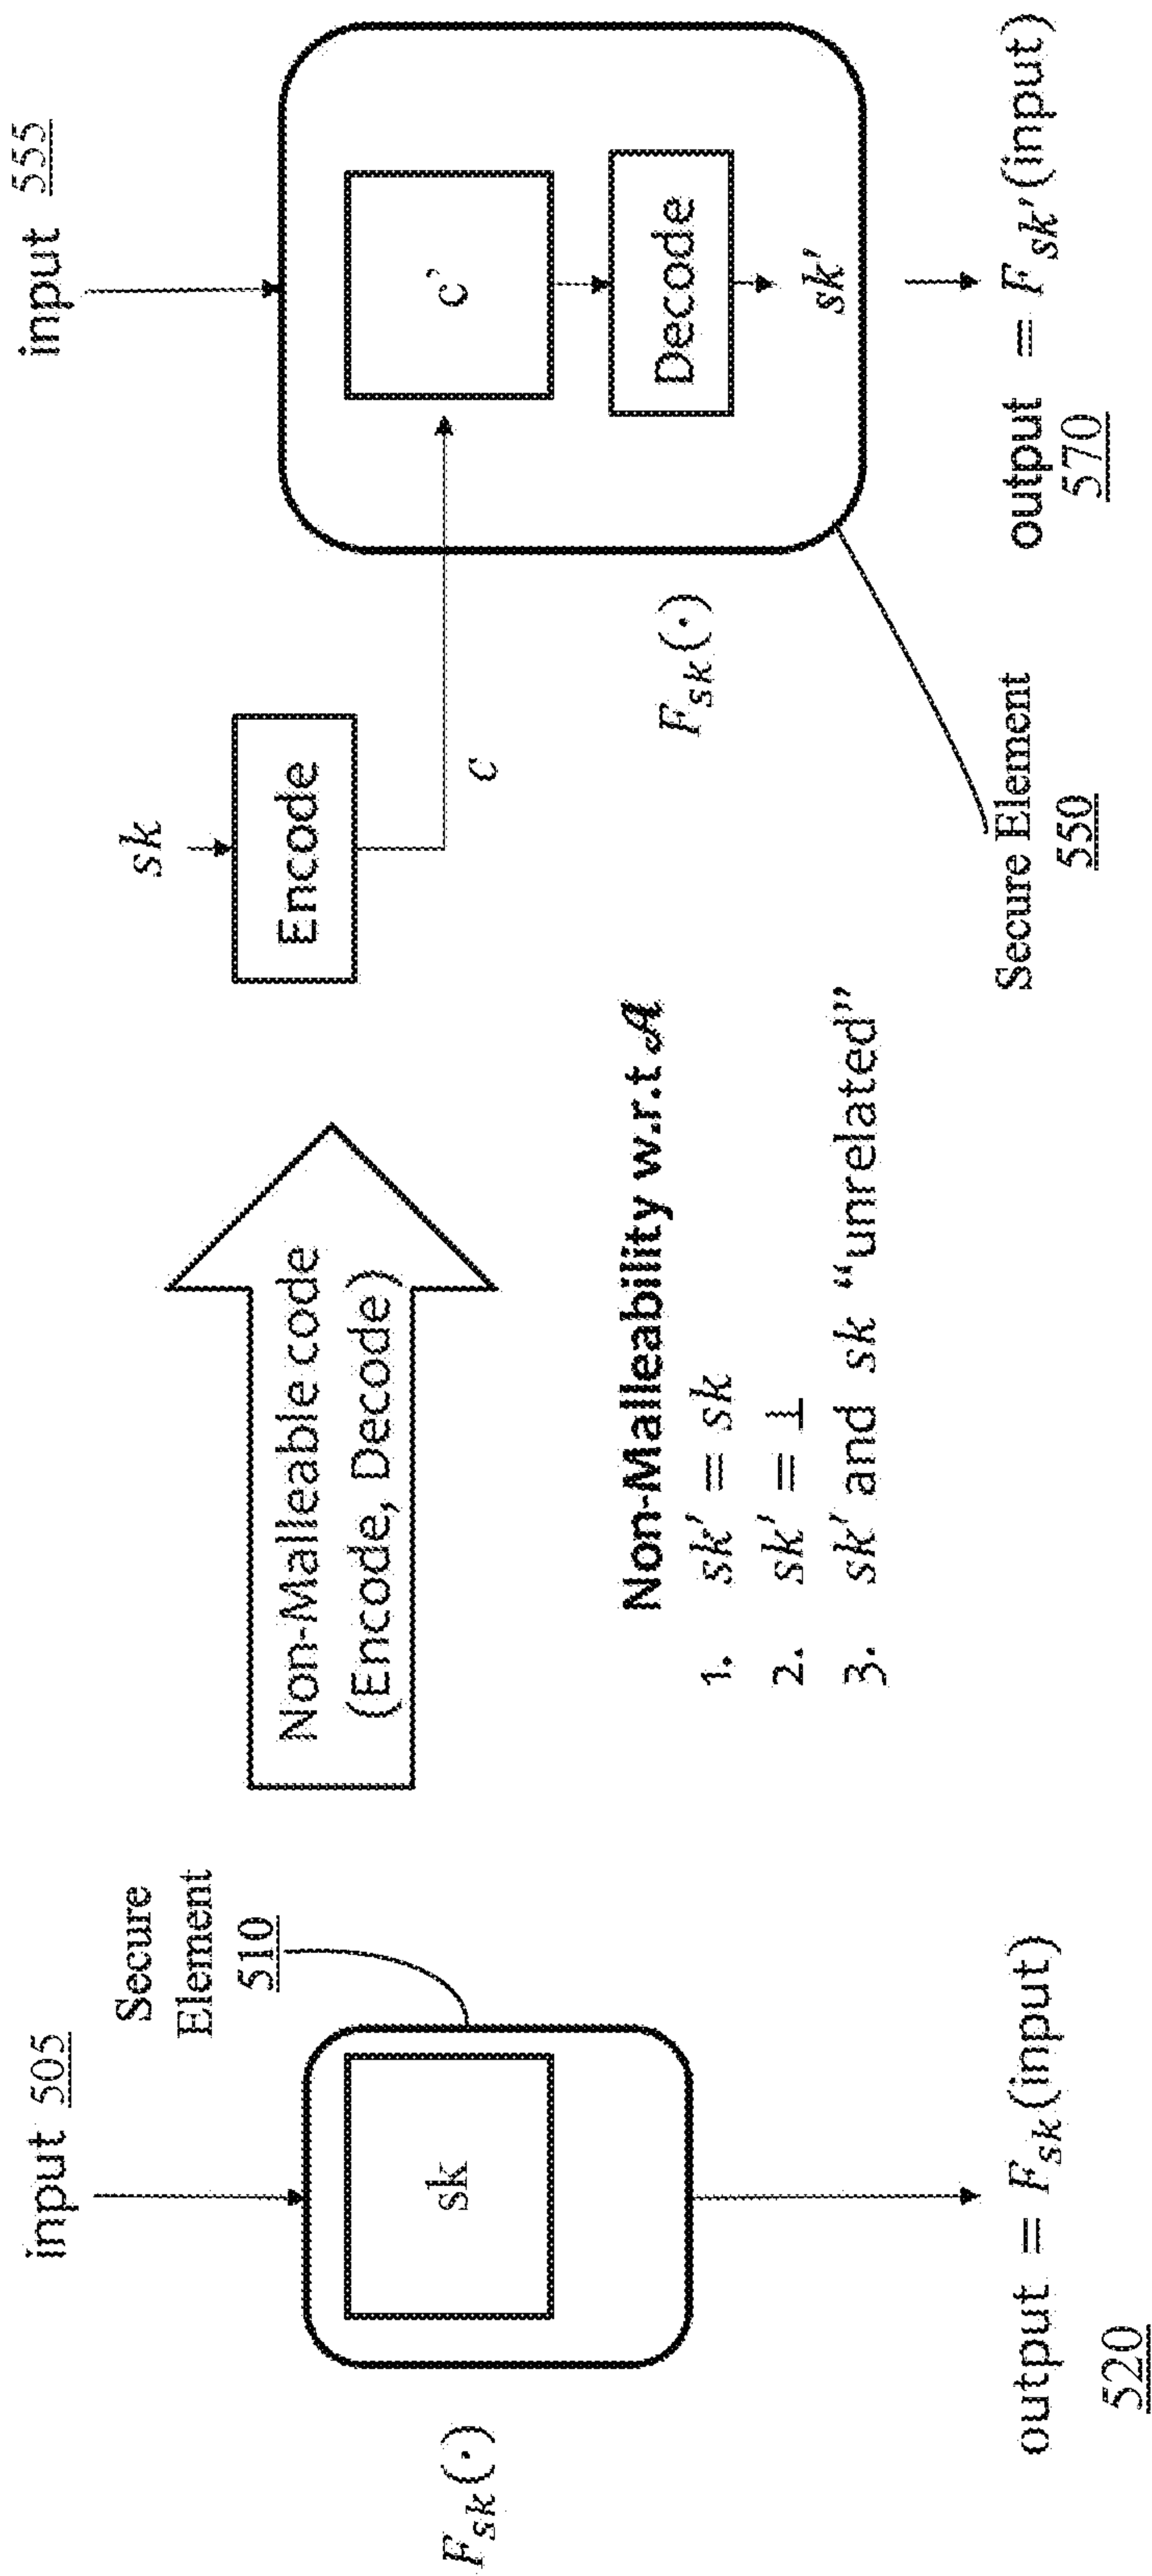 input 505
Secure
Element
510
F_sk(·)
sk
output = F_sk(input)
520
Non-Malleable code
(Encode, Decode)
Non-Malleability w.r.t 𝒜
1. sk' = sk
2. sk' = ⊥
3. sk' and sk “unrelated”
sk
Encode
c
input 555
c'
Decode
sk'
F_sk(·)
Secure Element
550
output = F_sk'(input)
570